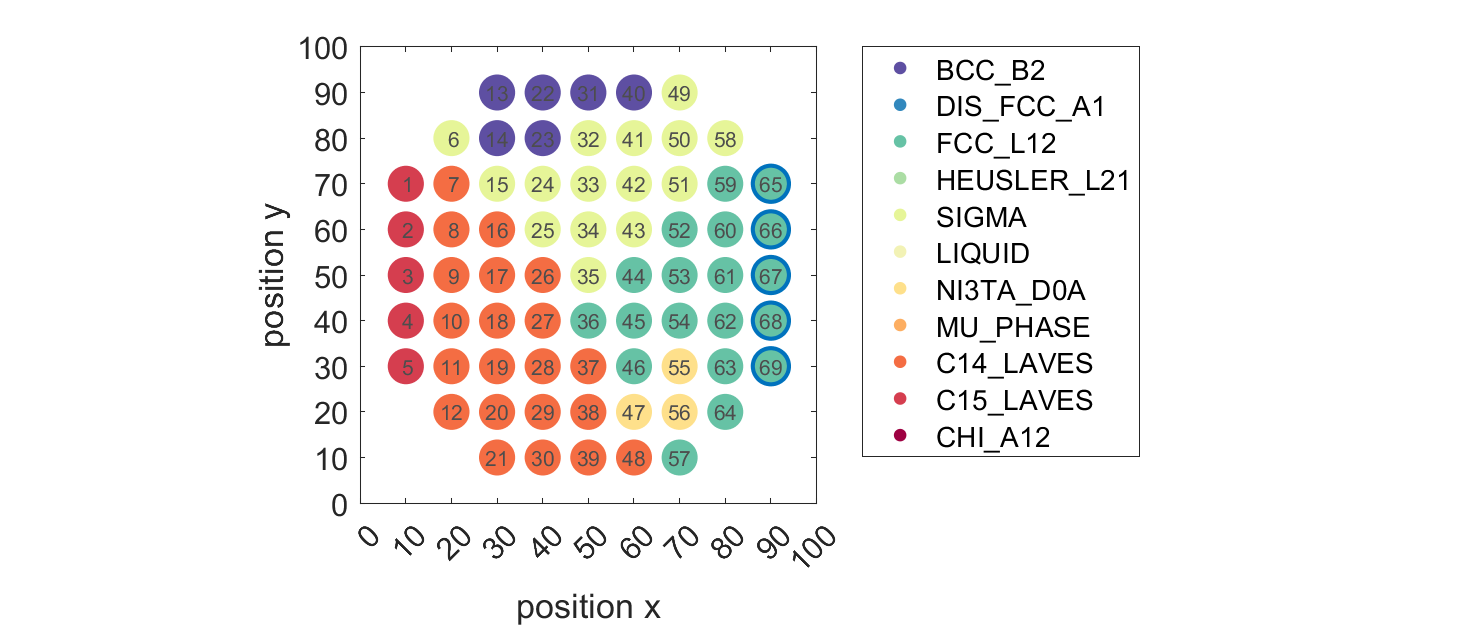 100
90
80
70
60
50
40
30
20
10
0
position y
13 22 31 40 49
6 14 23 32 41 50 58
1 7 15 24 33 42 51 59 65
2 8 16 25 34 43 52 60 66
3 9 17 26 35 44 53 61 67
4 10 18 27 36 45 54 62 68
5 11 19 28 37 46 55 63 69
12 20 29 38 47 56 64
21 30 39 48 57
0 10 20 30 40 50 60 70 80 90 100
position x
BCC_B2
DIS_FCC_A1
FCC_L12
HEUSLER_L21
SIGMA
LIQUID
NI3TA_D0A
MU_PHASE
C14_LAVES
C15_LAVES
CHI_A12